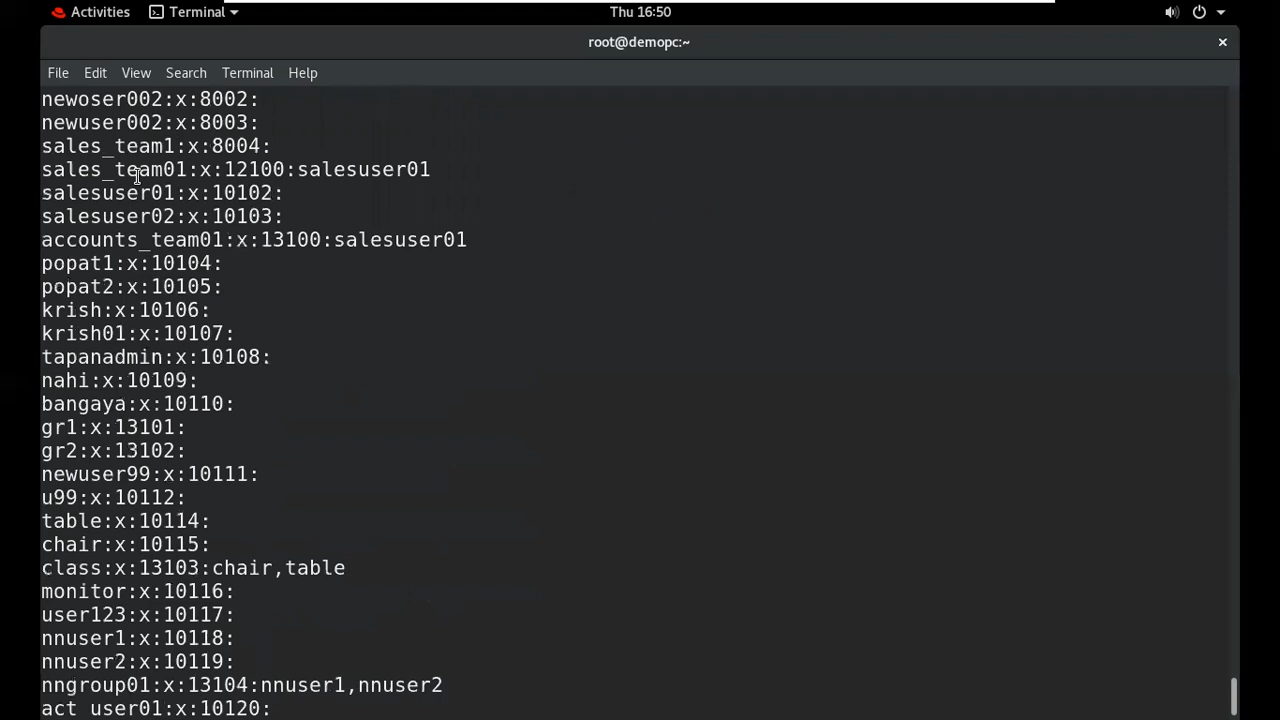 Activities Terminal Thu 16:50
root@demopc:~ ×
File Edit View Search Terminal Help
newoser002:x:8002:
newuser002:x:8003:
sales_team1:x:8004:
sales_team01:x:12100:salesuser01
salesuser01:x:10102:
salesuser02:x:10103:
accounts_team01:x:13100:salesuser01
popat1:x:10104:
popat2:x:10105:
krish:x:10106:
krish01:x:10107:
tapanadmin:x:10108:
nahi:x:10109:
bangaya:x:10110:
gr1:x:13101:
gr2:x:13102:
newuser99:x:10111:
u99:x:10112:
table:x:10114:
chair:x:10115:
class:x:13103:chair,table
monitor:x:10116:
user123:x:10117:
nnuser1:x:10118:
nnuser2:x:10119:
nngroup01:x:13104:nnuser1,nnuser2
act_user01:x:10120: